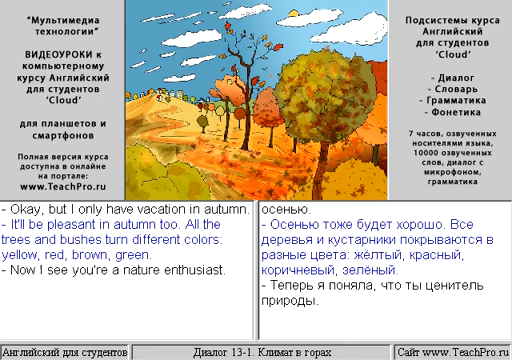 "Мультимедиа
технологии"
ВИДЕОУРОКИ к
компьютерному
курсу Английский
для студентов
'Cloud'
для планшетов и
смартфонов
Полная версия курса
доступна в онлайне
на портале:
www.TeachPro.ru
Подсистемы курса
Английский
для студентов
'Cloud'
- Диалог
- Словарь
- Грамматика
- Фонетика
7 часов, озвученных
носителями языка,
10000 озвученных
слов, диалог с
микрофоном,
грамматика
- Okay, but I only have vacation in autumn.
- It'll be pleasant in autumn too. All the
trees and bushes turn different colors:
yellow, red, brown, green.
- Now I see you're a nature enthusiast.
осенью.
- Осенью тоже будет хорошо. Все
деревья и кустарники покрываются в
разные цвета: жёлтый, красный,
коричневый, зелёный.
- Теперь я поняла, что ты ценитель
природы.
Английский для студентов
Диалог 13-1. Климат в горах
Сайт www.TeachPro.ru